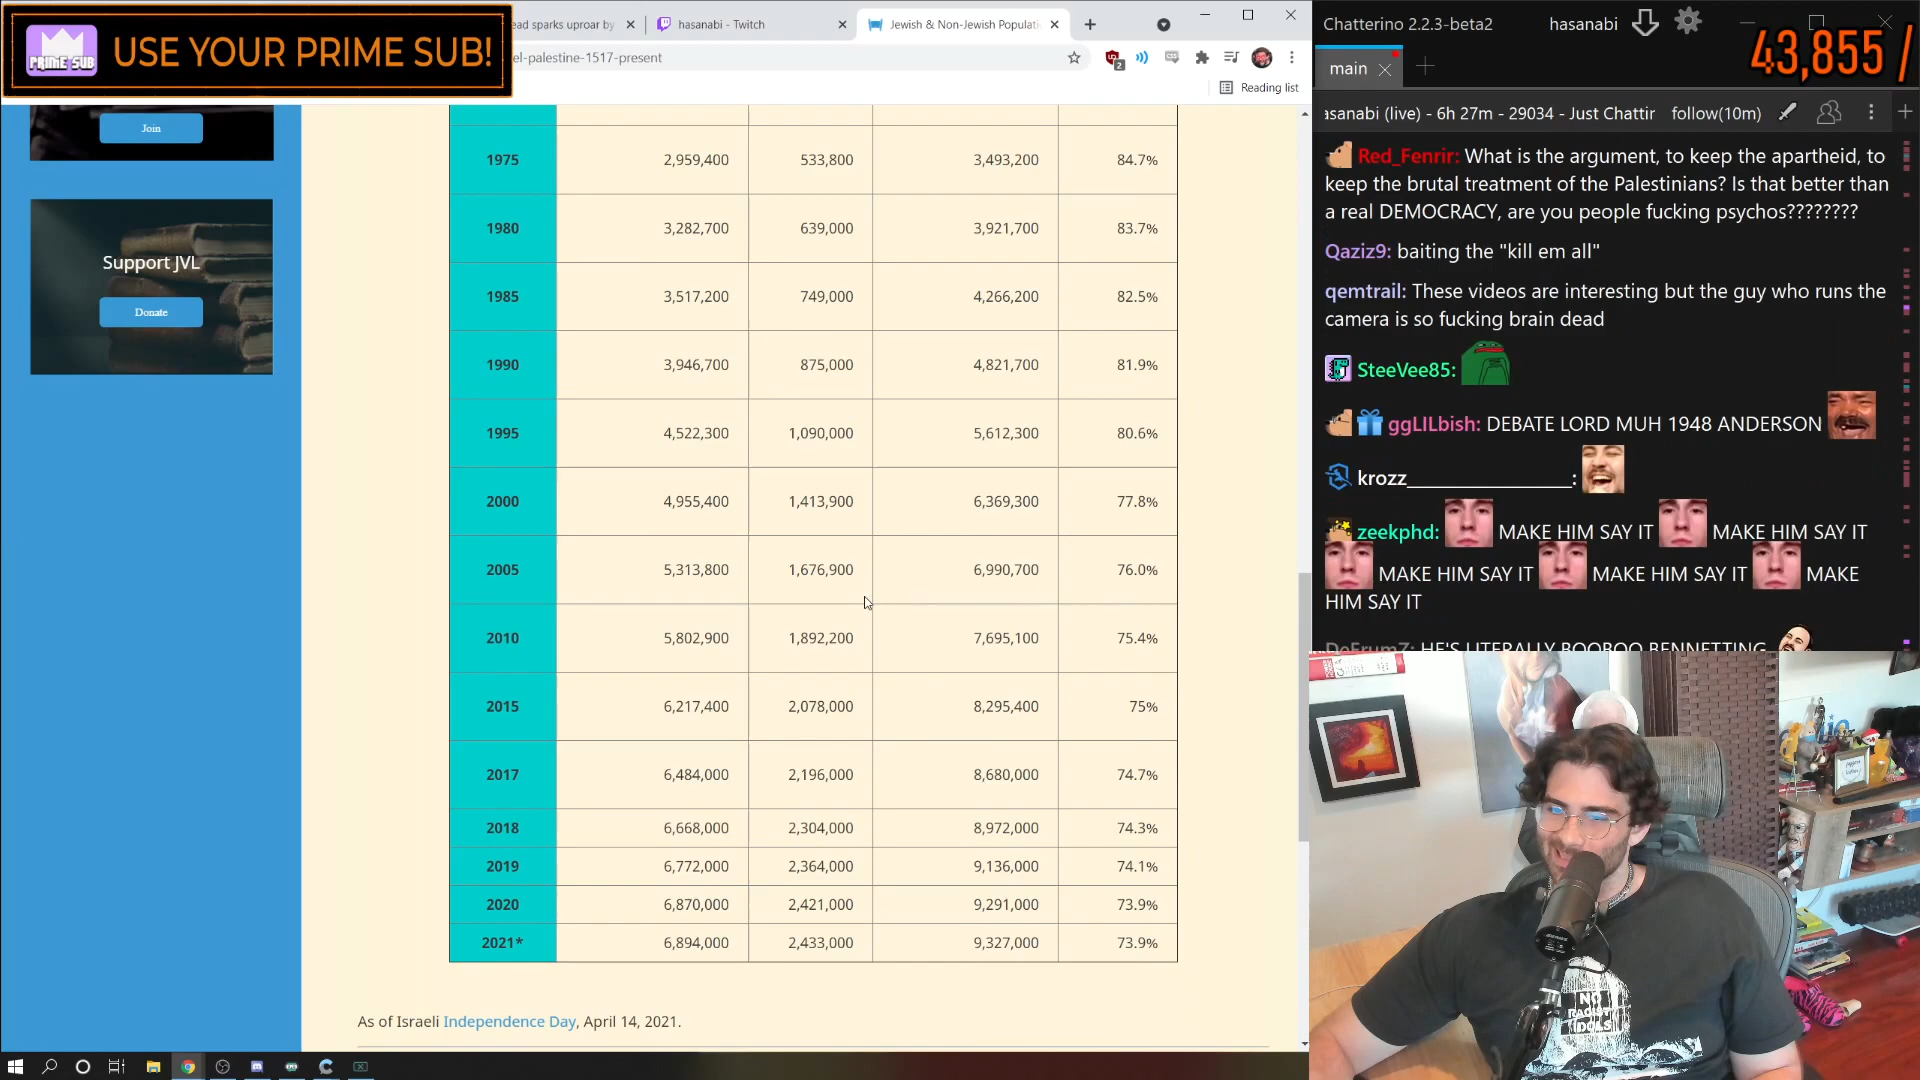 PRIME SUB
USE YOUR PRIME SUB!
ead sparks uproar by
hasanabi - Twitch
Jewish & Non-Jewish Populati
el-palestine-1517-present
2
Reading list
Join
Support JVL
Donate
1975 2,959,400 533,800 3,493,200 84.7%
1980 3,282,700 639,000 3,921,700 83.7%
1985 3,517,200 749,000 4,266,200 82.5%
1990 3,946,700 875,000 4,821,700 81.9%
1995 4,522,300 1,090,000 5,612,300 80.6%
2000 4,955,400 1,413,900 6,369,300 77.8%
2005 5,313,800 1,676,900 6,990,700 76.0%
2010 5,802,900 1,892,200 7,695,100 75.4%
2015 6,217,400 2,078,000 8,295,400 75%
2017 6,484,000 2,196,000 8,680,000 74.7%
2018 6,668,000 2,304,000 8,972,000 74.3%
2019 6,772,000 2,364,000 9,136,000 74.1%
2020 6,870,000 2,421,000 9,291,000 73.9%
2021* 6,894,000 2,433,000 9,327,000 73.9%
As of Israeli Independence Day, April 14, 2021.
Chatterino 2.2.3-beta2
hasanabi
43,855 /
main
asanabi (live) - 6h 27m - 29034 - Just Chattir
follow(10m)
Red_Fenrir: What is the argument, to keep the apartheid, to
keep the brutal treatment of the Palestinians? Is that better than
a real DEMOCRACY, are you people fucking psychos????????
Qaziz9: baiting the "kill em all"
qemtrail: These videos are interesting but the guy who runs the
camera is so fucking brain dead
SteeVee85:
ggLILbish: DEBATE LORD MUH 1948 ANDERSON
krozz________________:
zeekphd: MAKE HIM SAY IT MAKE HIM SAY IT
MAKE HIM SAY IT MAKE HIM SAY IT MAKE
HIM SAY IT
DeFrumZ: HE'S LITERALLY BOOBOO BENNETTING
NO
RACIST
IDOLS